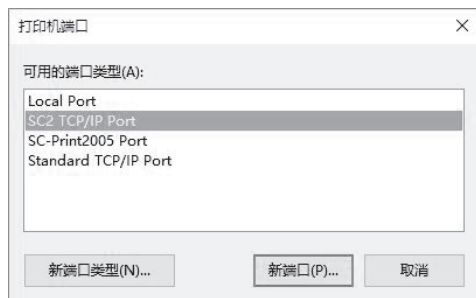 打印机端口
可用的端口类型(A):
Local Port
SC2 TCP/IP Port
SC-Print2005 Port
Standard TCP/IP Port
新端口类型(N)...
新端口(P)...
取消